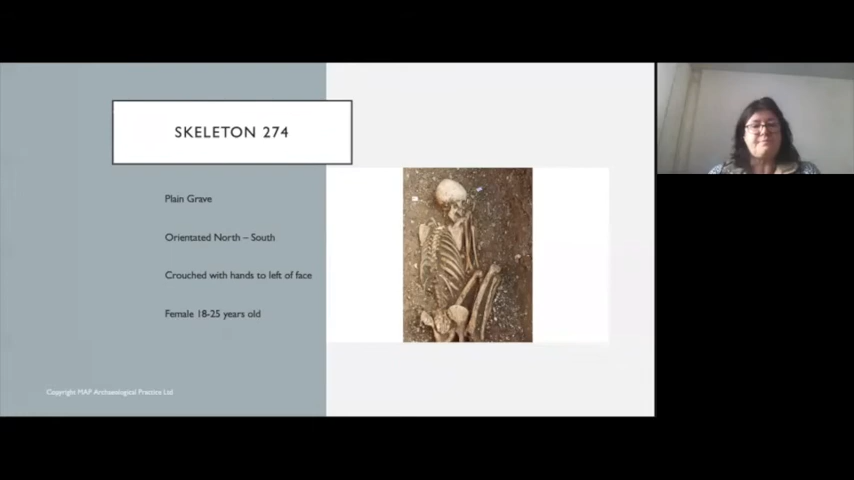 SKELETON 274
Plain Grave
Orientated North – South
Crouched with hands to left of face
Female 18-25 years old
Copyright MAP Archaeological Practice Ltd